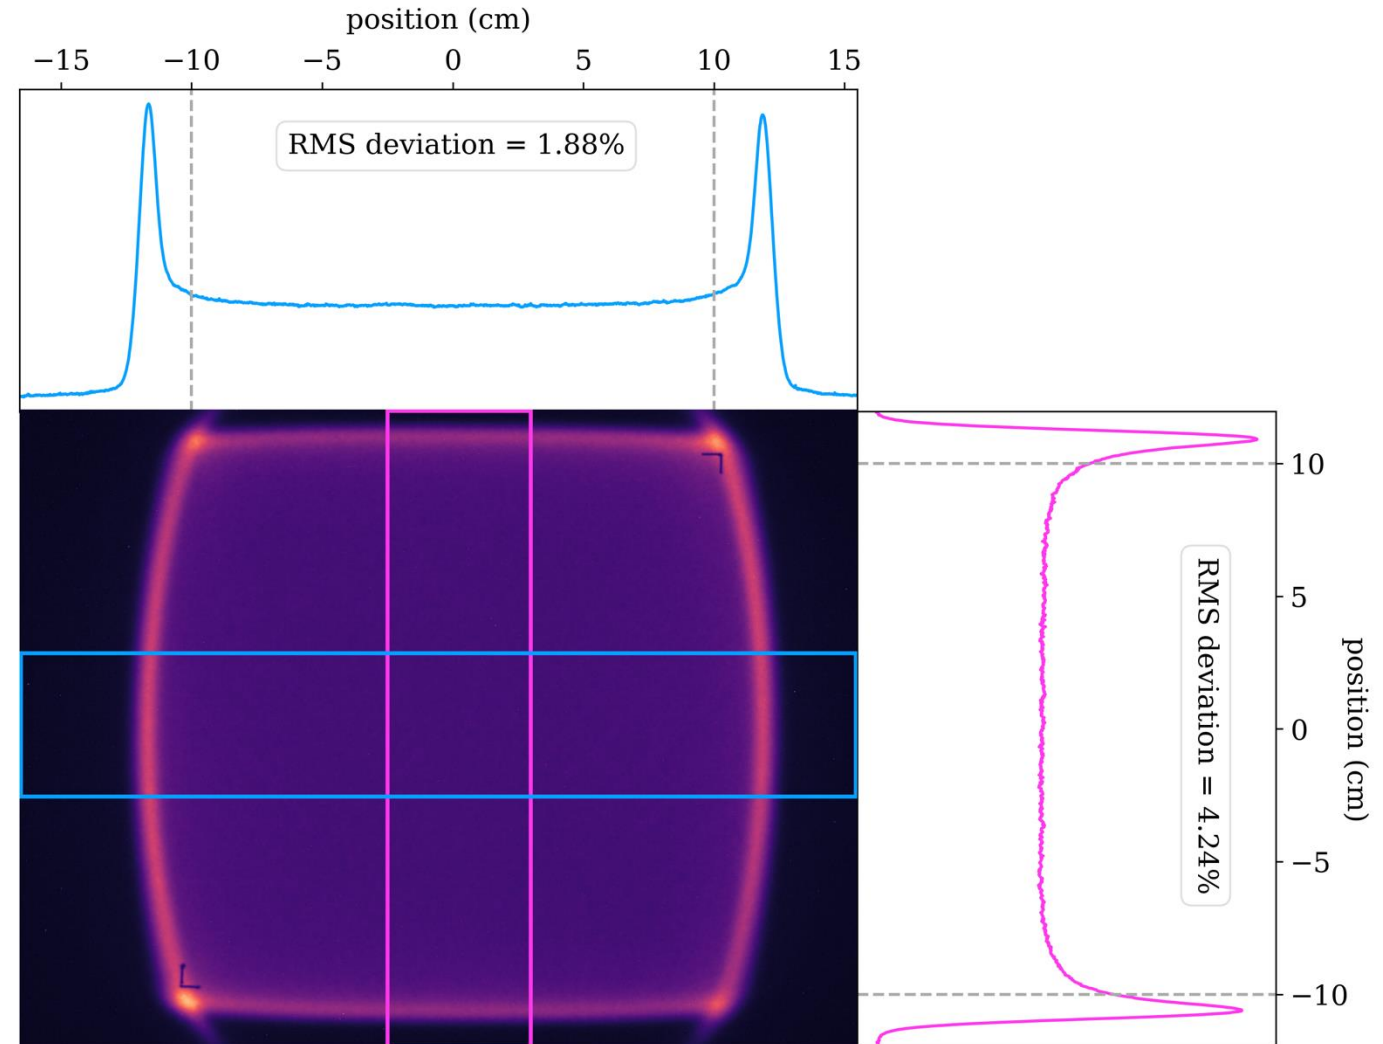 position (cm)
−15 −10 −5 0 5 10 15
RMS deviation = 1.88%
10
5
0
−5
−10
RMS deviation = 4.24%
position (cm)